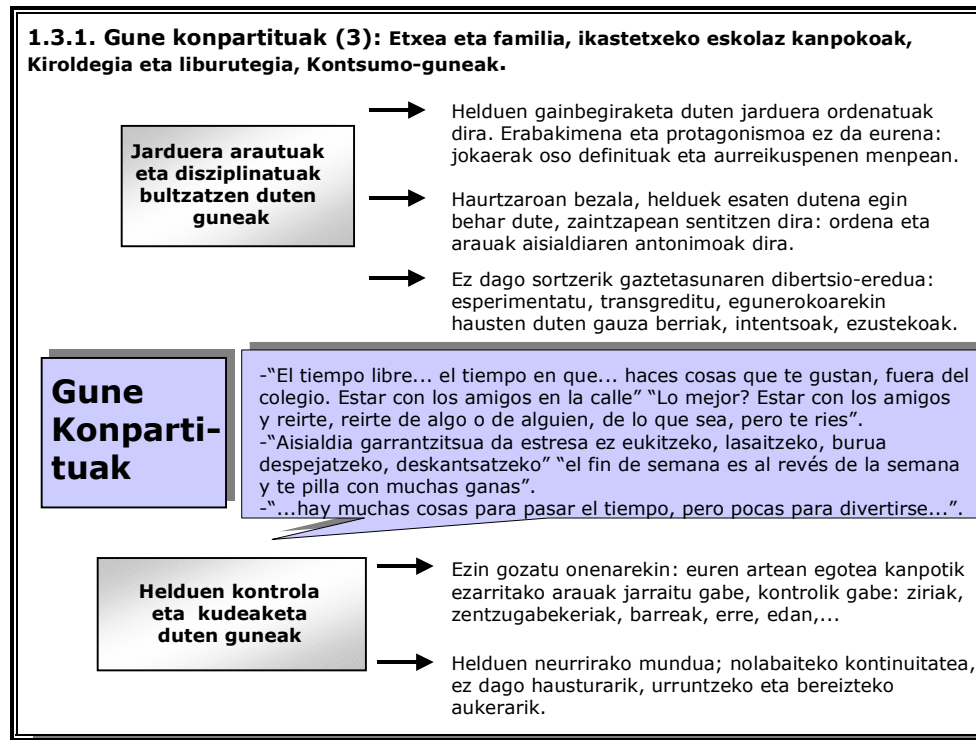 1.3.1. Gune konpartituak (3): Etxea eta familia, ikastetxeko eskolaz kanpokoak,
Kiroldegia eta liburutegia, Kontsumo-guneak.
Jarduera arautuak
eta disziplinatuak
bultzatzen duten
guneak
Helduen gainbegiraketa duten jarduera ordenatuak
dira. Erabakimena eta protagonismoa ez da eurena:
jokaerak oso definituak eta aurreikuspenen menpean.
Haurtzaroan bezala, helduek esaten dutena egin
behar dute, zaintzapean sentitzen dira: ordena eta
arauak aisialdiaren antonimoak dira.
Ez dago sortzerik gaztetasunaren dibertsio-eredua:
esperimentatu, transgreditu, egunerokoarekin
hausten duten gauza berriak, intentsoak, ezustekoak.
Gune
Konparti-
tuak
-“El tiempo libre... el tiempo en que... haces cosas que te gustan, fuera del
colegio. Estar con los amigos en la calle” “Lo mejor? Estar con los amigos
y reirte, reirte de algo o de alguien, de lo que sea, pero te ries”.
-“Aisialdia garrantzitsua da estresa ez eukitzeko, lasaitzeko, burua
despejatzeko, deskantsatzeko” “el fin de semana es al revés de la semana
y te pilla con muchas ganas”.
-“...hay muchas cosas para pasar el tiempo, pero pocas para divertirse...”.
Helduen kontrola
eta kudeaketa
duten guneak
Ezin gozatu onenarekin: euren artean egotea kanpotik
ezarritako arauak jarraitu gabe, kontrolik gabe: ziriak,
zentzugabekeriak, barreak, erre, edan,...
Helduen neurrirako mundua; nolabaiteko kontinuitatea,
ez dago hausturarik, urruntzeko eta bereizteko
aukerarik.